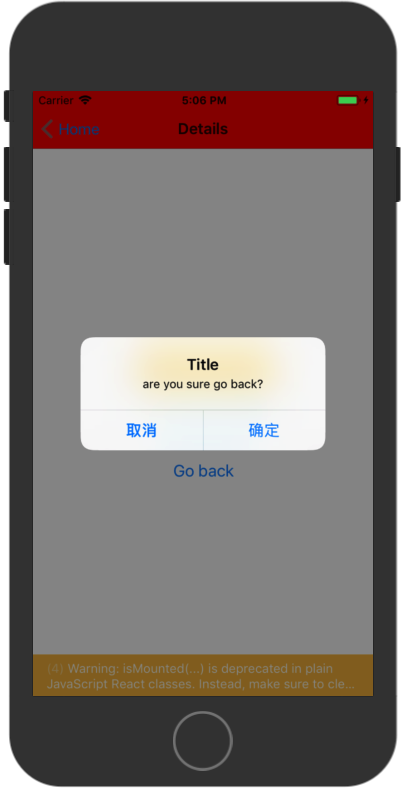 Carrier 5:06 PM
Home Details
Title
are you sure go back?
取消 确定
Go back
(4) Warning: isMounted(...) is deprecated in plain
JavaScript React classes. Instead, make sure to cle...